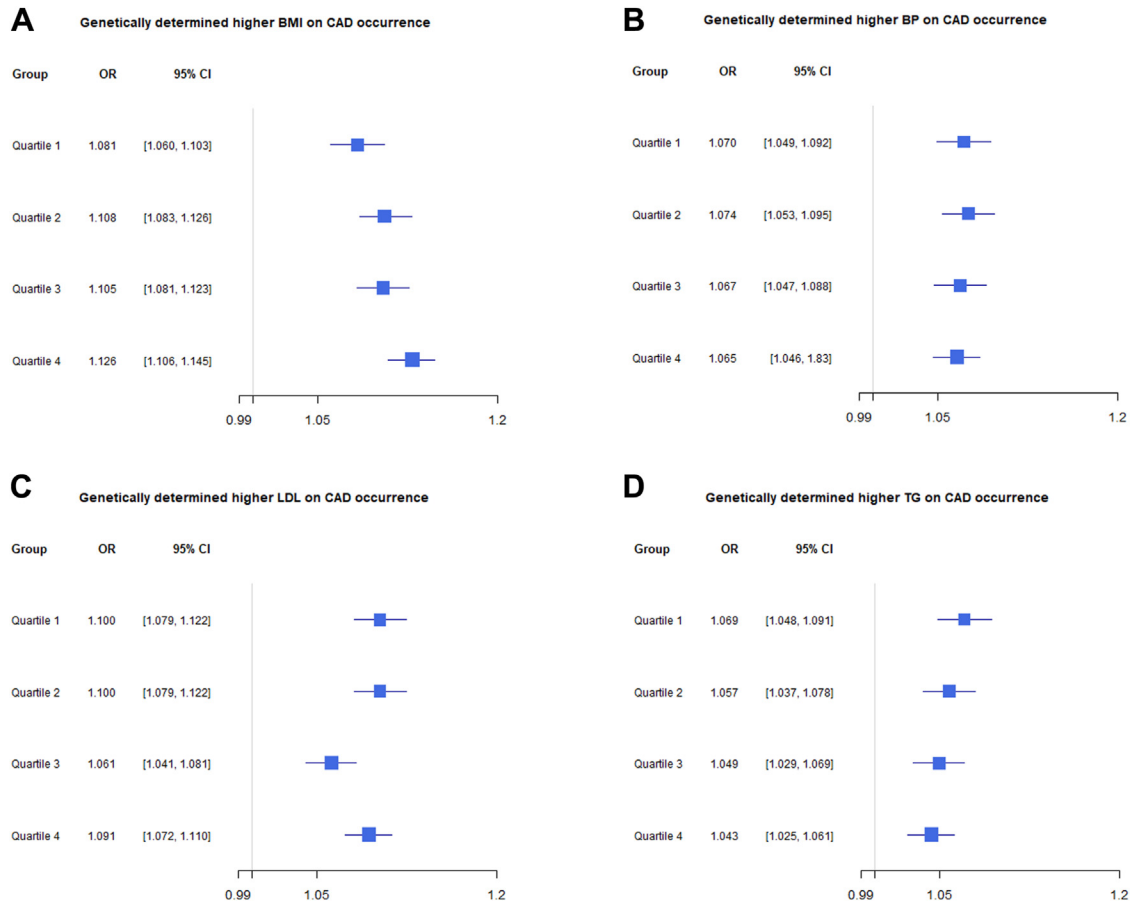 A
Genetically determined higher BMI on CAD occurrence
Group OR 95% CI
Quartile 1 1.081 [1.060, 1.103]
Quartile 2 1.108 [1.083, 1.126]
Quartile 3 1.105 [1.081, 1.123]
Quartile 4 1.126 [1.106, 1.145]
0.99 1.05 1.2
B
Genetically determined higher BP on CAD occurrence
Group OR 95% CI
Quartile 1 1.070 [1.049, 1.092]
Quartile 2 1.074 [1.053, 1.095]
Quartile 3 1.067 [1.047, 1.088]
Quartile 4 1.065 [1.046, 1.83]
0.99 1.05 1.2
C
Genetically determined higher LDL on CAD occurrence
Group OR 95% CI
Quartile 1 1.100 [1.079, 1.122]
Quartile 2 1.100 [1.079, 1.122]
Quartile 3 1.061 [1.041, 1.081]
Quartile 4 1.091 [1.072, 1.110]
0.99 1.05 1.2
D
Genetically determined higher TG on CAD occurrence
Group OR 95% CI
Quartile 1 1.069 [1.048, 1.091]
Quartile 2 1.057 [1.037, 1.078]
Quartile 3 1.049 [1.029, 1.069]
Quartile 4 1.043 [1.025, 1.061]
0.99 1.05 1.2